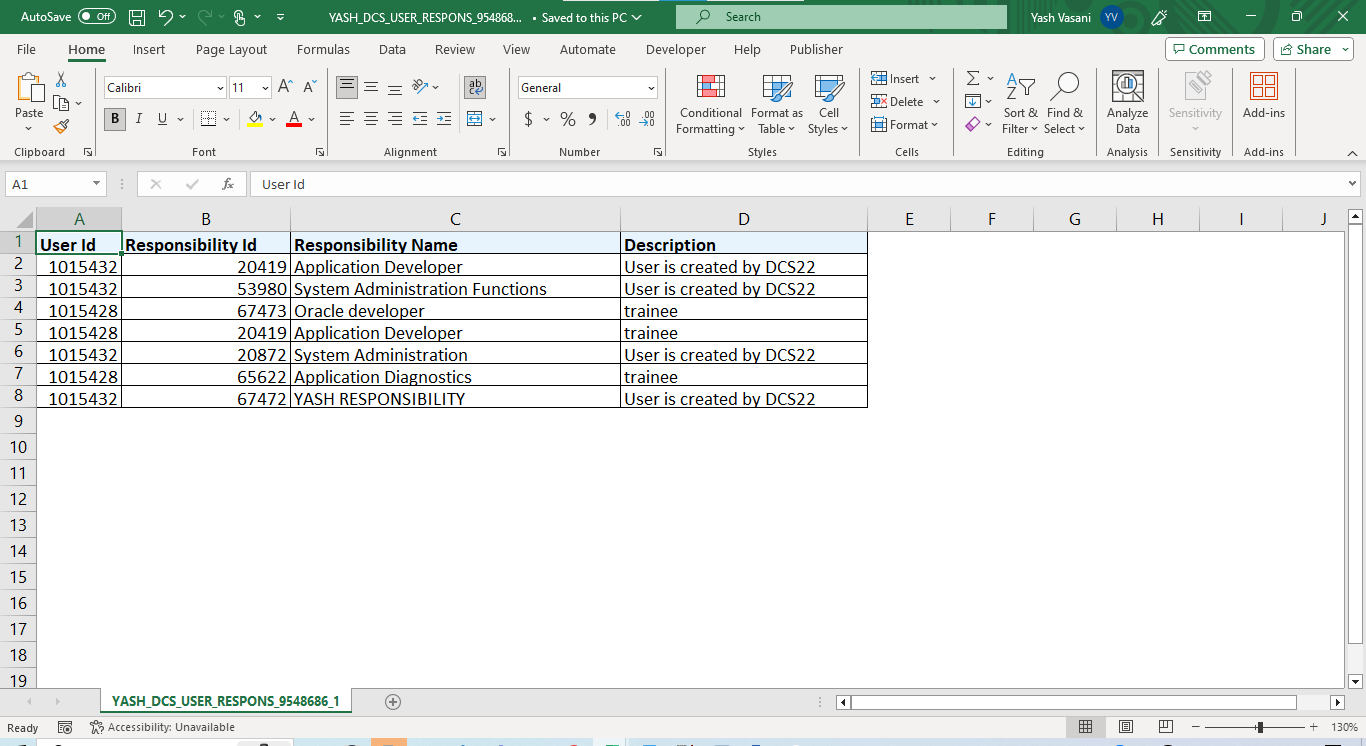 AutoSave Off YASH_DCS_USER_RESPONS_954868... • Saved to this PC Search Yash Vasani YV
File Home Insert Page Layout Formulas Data Review View Automate Developer Help Publisher Comments Share
Paste
Calibri 11
B I U
ab
General
$ % 9
Conditional Formatting
Format as Table
Cell Styles
Insert
Delete
Format
Sort & Filter
Find & Select
Analyze Data
Sensitivity
Add-ins
Clipboard Font Alignment Number Styles Cells Editing Analysis Sensitivity Add-ins
A1 fx User Id
A B C D E F G H I J
1 User Id Responsibility Id Responsibility Name Description
2 1015432 20419 Application Developer User is created by DCS22
3 1015432 53980 System Administration Functions User is created by DCS22
4 1015428 67473 Oracle developer trainee
5 1015428 20419 Application Developer trainee
6 1015432 20872 System Administration User is created by DCS22
7 1015428 65622 Application Diagnostics trainee
8 1015432 67472 YASH RESPONSIBILITY User is created by DCS22
9
10
11
12
13
14
15
16
17
18
19
YASH_DCS_USER_RESPONS_9548686_1
Ready Accessibility: Unavailable 130%